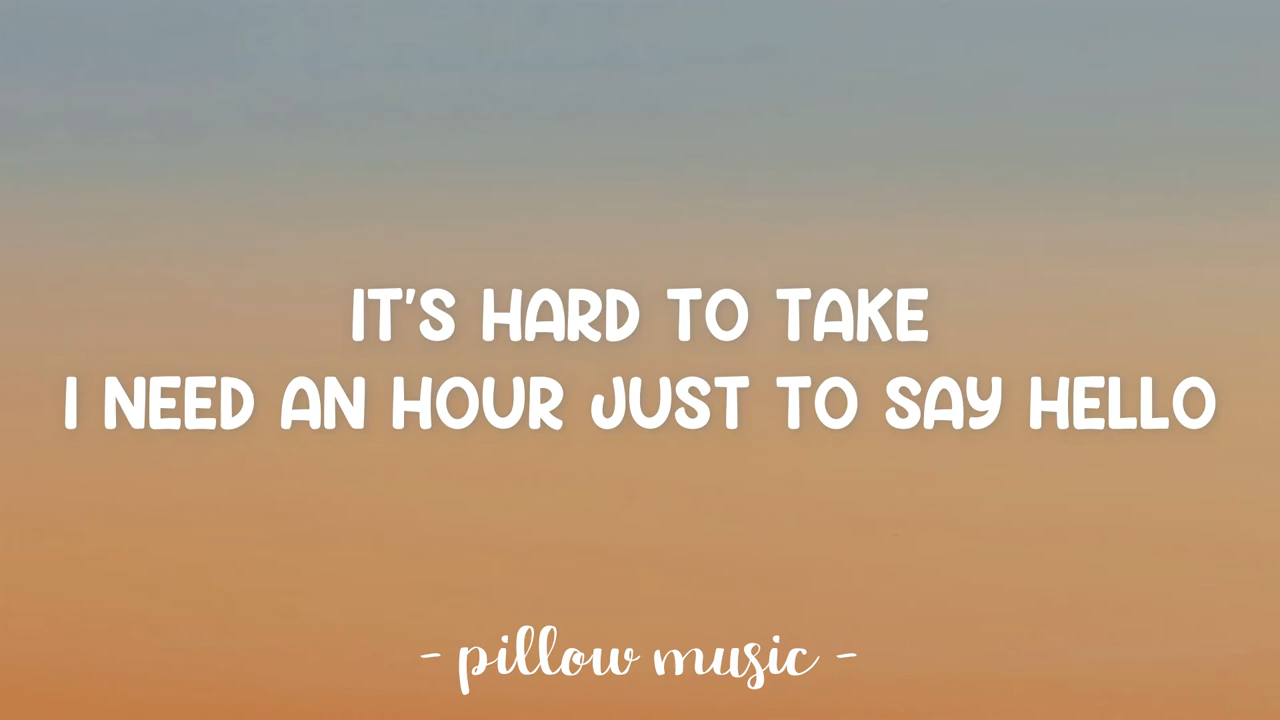 IT'S HARD TO TAKE
I NEED AN HOUR JUST TO SAY HELLO
- pillow music -